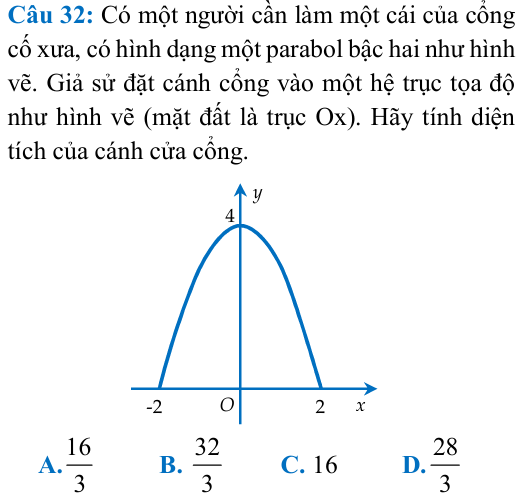 Câu 32: Có một người cần làm một cái của cổng
cố xưa, có hình dạng một parabol bậc hai như hình
vẽ. Giả sử đặt cánh cổng vào một hệ trục tọa độ
như hình vẽ (mặt đất là trục Ox). Hãy tính diện
tích của cánh cửa cổng.
y
4
-2 O 2 x
A. 16/3 B. 32/3 C. 16 D. 28/3